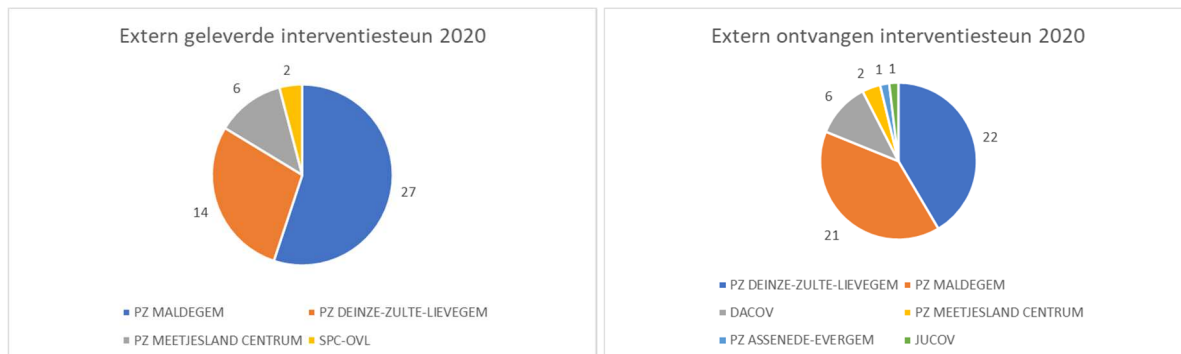 Extern geleverde interventiesteun 2020
2
6
27
14
PZ MALDEGEM PZ DEINZE-ZULTE-LIEVEGEM
PZ MEETJESLAND CENTRUM SPC-OVL
Extern ontvangen interventiesteun 2020
2 1 1
6
22
21
PZ DEINZE-ZULTE-LIEVEGEM PZ MALDEGEM
DACOV PZ MEETJESLAND CENTRUM
PZ ASSENEDE-EVERGEM JUCOV